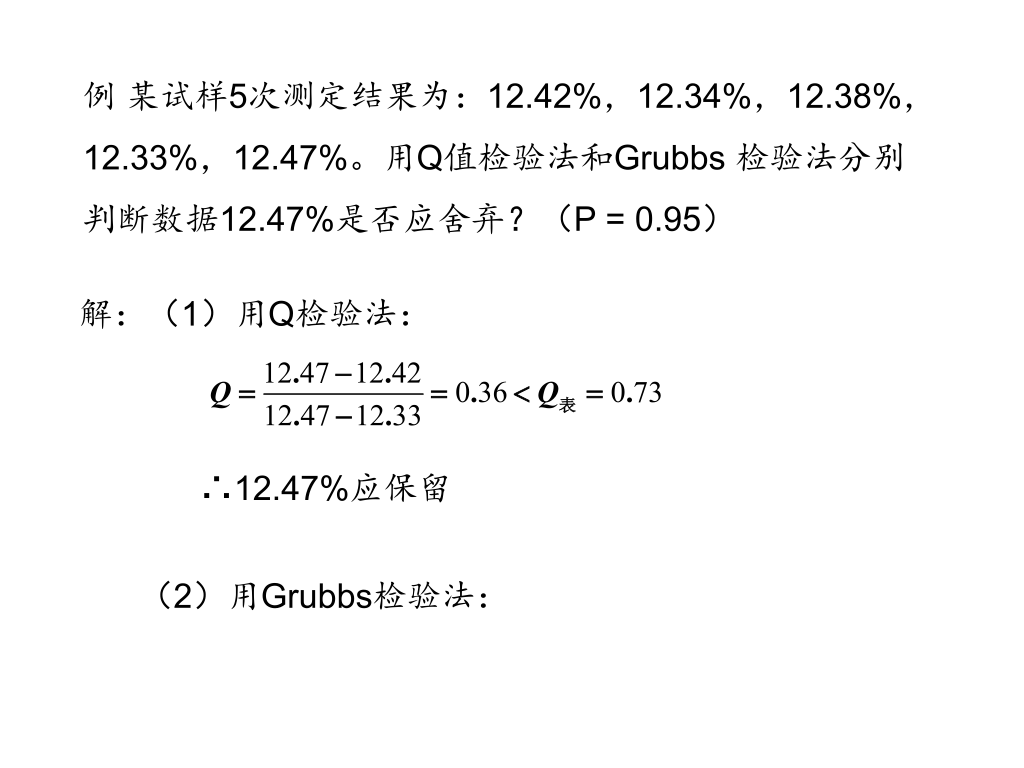 例 某试样5次测定结果为：12.42%，12.34%，12.38%，
12.33%，12.47%。用Q值检验法和Grubbs 检验法分别
判断数据12.47%是否应舍弃？（P = 0.95）
解：（1）用Q检验法：
Q = (12.47 − 12.42) / (12.47 − 12.33) = 0.36 < Q表 = 0.73
∴12.47%应保留
（2）用Grubbs检验法：